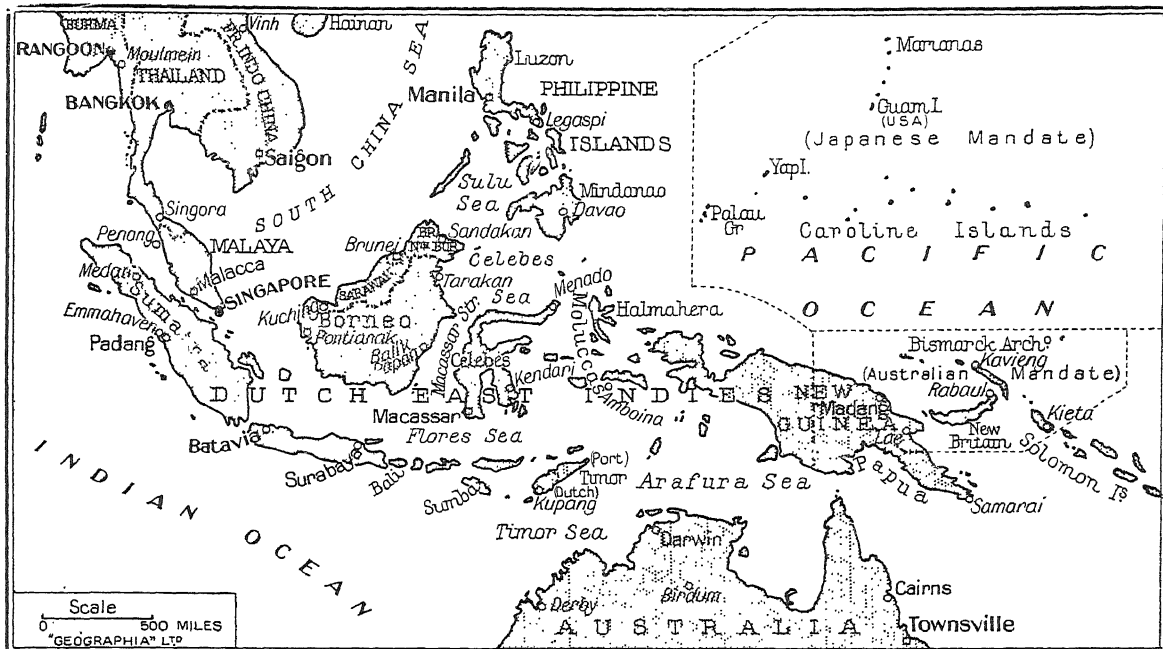 BURMA
Vinh
Hainan
RANGOON
Moulmein
THAILAND
FR. INDO CHINA
BANGKOK
Saigon
SOUTH CHINA SEA
Luzon
Manila
PHILIPPINE
ISLANDS
Legaspi
Sulu
Sea
Mindanao
Davao
Marianas
Guam I.
(USA)
(Japanese Mandate)
Yap I.
Palau
Gr
Caroline Islands
PACIFIC
OCEAN
Singora
Penang
MALAYA
Malacca
SINGAPORE
Medan
Sumatra
Emmahaven
Padang
Brunei
BR.
Nth BOR
Sandakan
SARAWAK
Kuching
Borneo
Pontianak
Balik
Papan
Tarakan
Celebes
Sea
Macassar Str.
Menado
Molucca
Halmahera
Celebes
Kendari
Amboina
Macassar
DUTCH EAST INDIES
Flores Sea
NEW
GUINEA
Madang
Lae
Papua
Samarai
Bismarck Arch.
Kavieng
(Australian Mandate)
Rabaul
New
Britain
Kieta
Solomon Is.
Batavia
Surabaya
Bali
Sumba
(Port)
Timor
(Dutch)
Kupang
Arafura Sea
Timor Sea
INDIAN OCEAN
Darwin
Birdum
Derby
AUSTRALIA
Cairns
Townsville
Scale
0 500 MILES
"GEOGRAPHIA" LTD